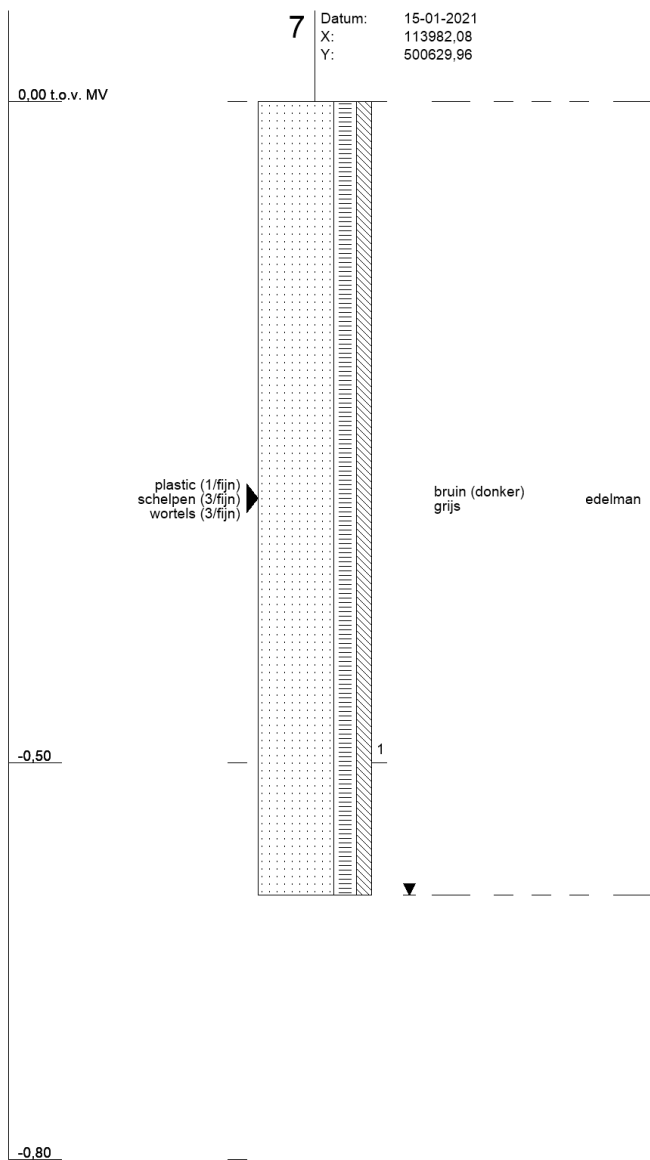 7
Datum: 15-01-2021
X: 113982,08
Y: 500629,96
0,00 t.o.v. MV
plastic (1/fijn)
schelpen (3/fijn)
wortels (3/fijn)
bruin (donker)
grijs
edelman
1
-0,50
-0,80